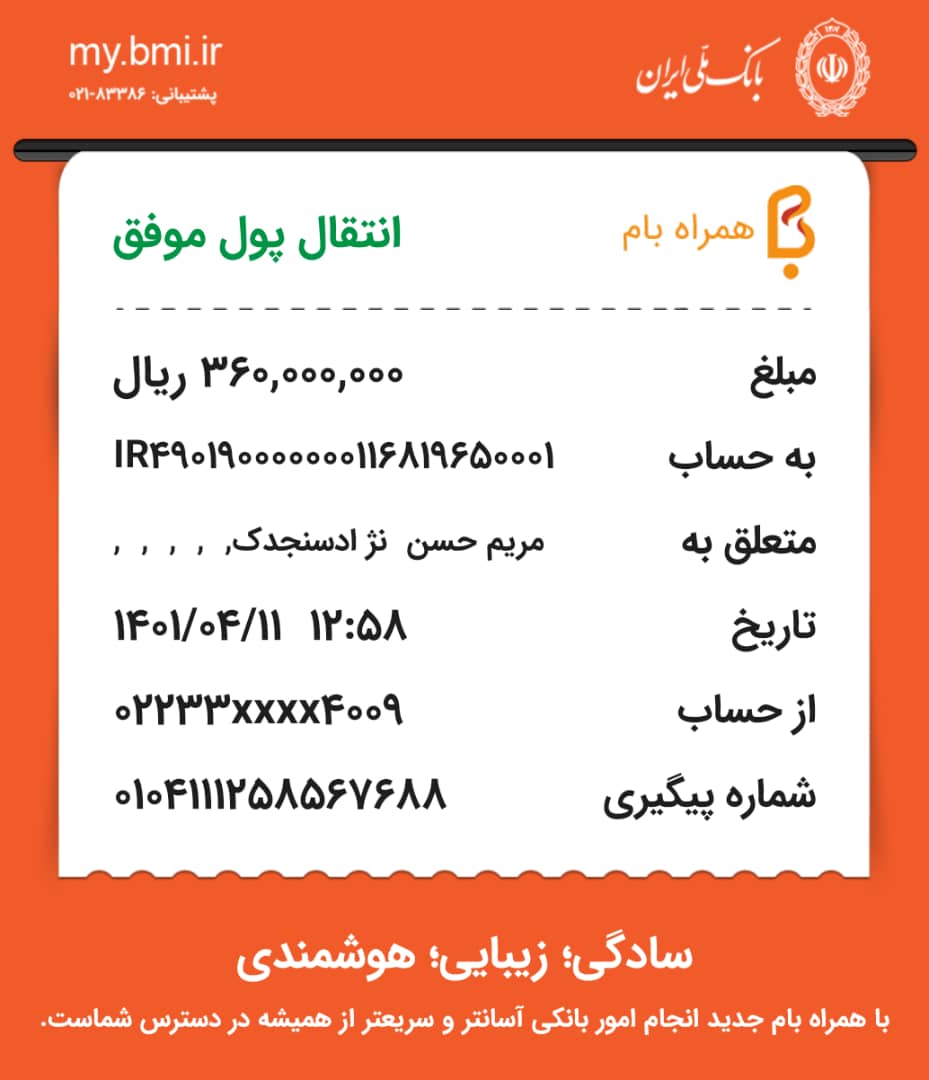 بانک ملّی ایران
my.bmi.ir
پشتیبانی: ۸۳۳۸۶-۰۲۱
همراه بام
انتقال پول موفق
مبلغ ۳۶۰,۰۰۰,۰۰۰ ریال
به حساب IR۴۹۰۱۹۰۰۰۰۰۰۰۰۱۱۶۸۱۹۶۵۰۰۰۱
متعلق به مریم حسن نژ ادسنجدک, , , , ,
تاریخ ۱۴۰۱/۰۴/۱۱ ۱۲:۵۸
از حساب ۰۲۲۳۳xxxx۴۰۰۹
شماره پیگیری ۰۱۰۴۱۱۱۲۵۸۵۶۷۶۸۸
سادگی؛ زیبایی؛ هوشمندی
با همراه بام جدید انجام امور بانکی آسانتر و سریعتر از همیشه در دسترس شماست.